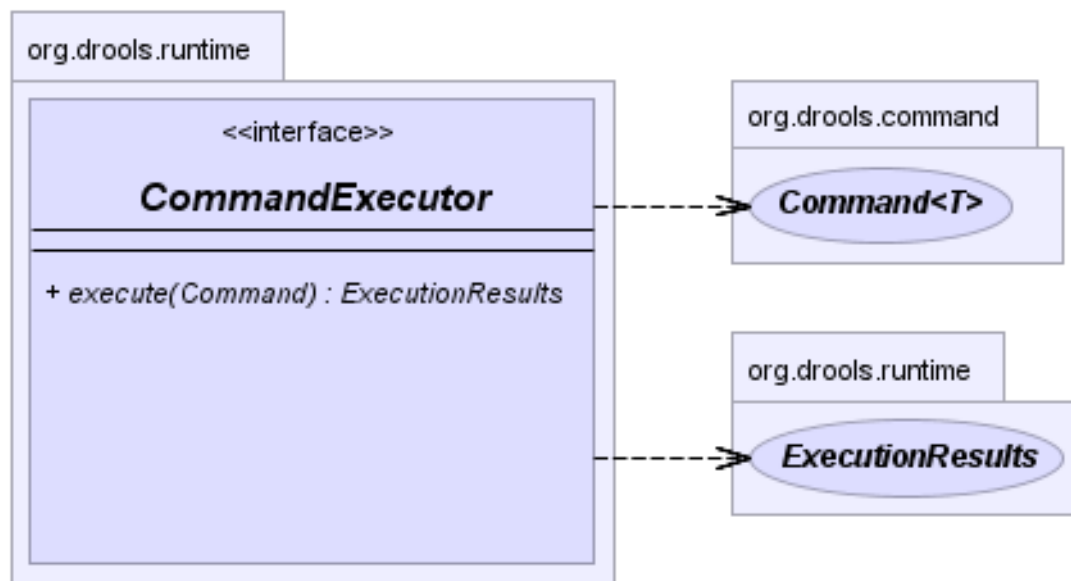 org.drools.runtime
<<interface>>
CommandExecutor
+ execute(Command) : ExecutionResults
org.drools.command
Command<T>
org.drools.runtime
ExecutionResults